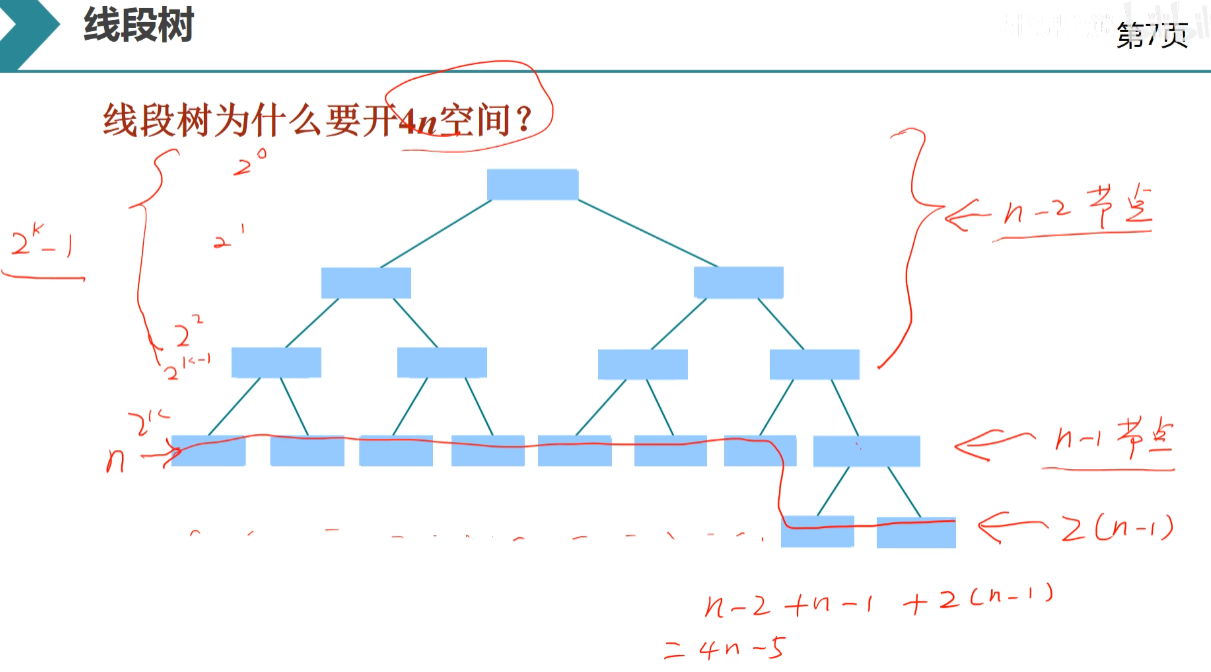 线段树
第7页
线段树为什么要开4n空间？
2^0
2^1
2^k-1
n-2 节点
2^2
2^{k-1}
2^k
n
n-1 节点
2(n-1)
n-2+n-1+2(n-1)
=4n-5